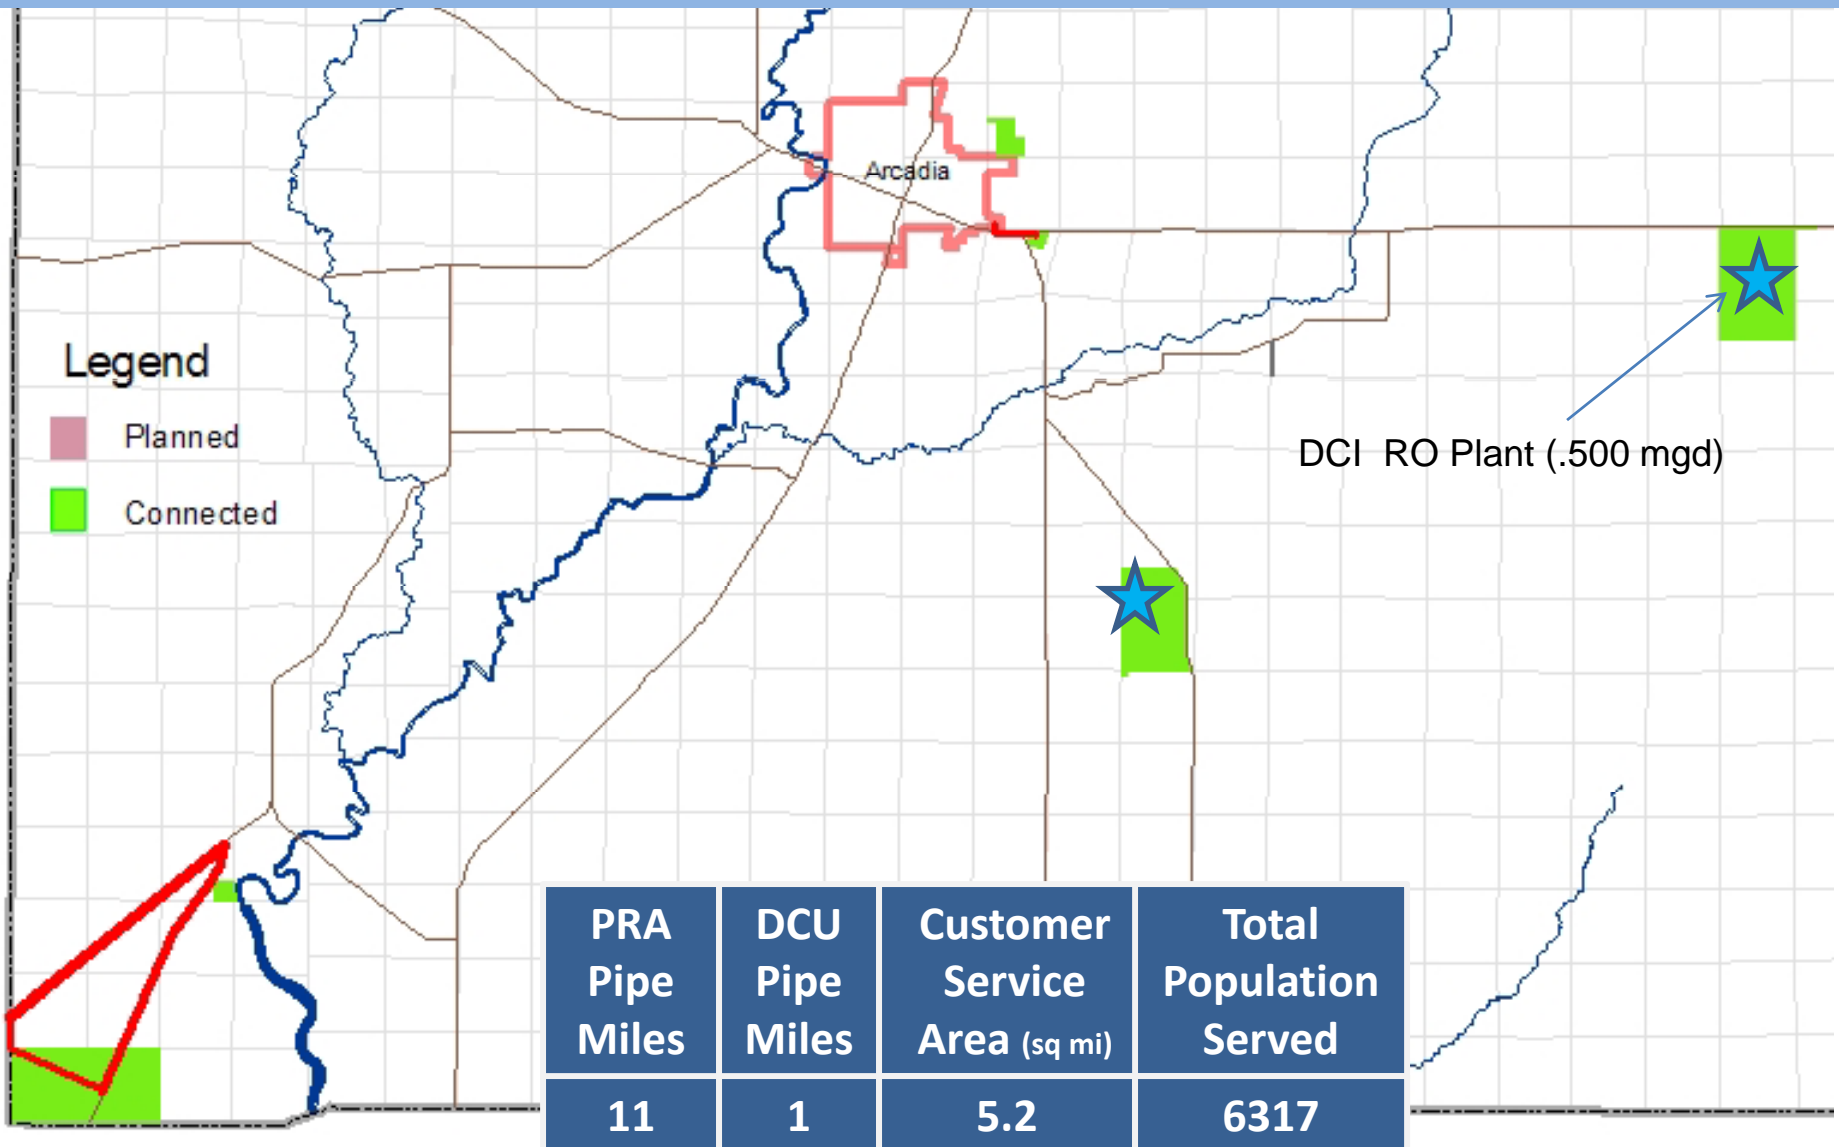 Arcadia
Legend
Planned
Connected
DCI RO Plant (.500 mgd)
PRA Pipe Miles
DCU Pipe Miles
Customer Service Area (sq mi)
Total Population Served
11
1
5.2
6317